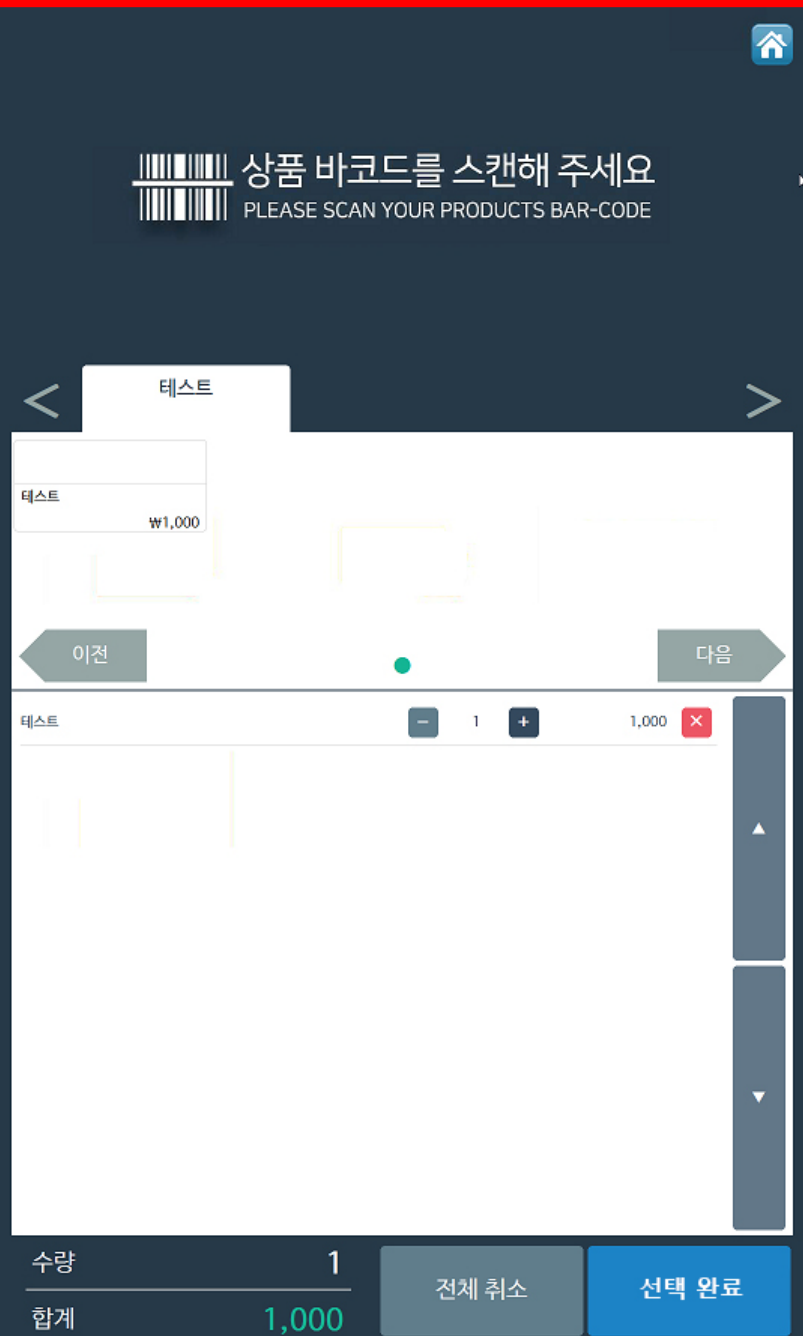 상품 바코드를 스캔해 주세요
PLEASE SCAN YOUR PRODUCTS BAR-CODE
< 테스트 >
테스트
₩1,000
이전 다음
테스트 − 1 + 1,000 ×
▲
▼
수량 1
합계 1,000
전체 취소
선택 완료